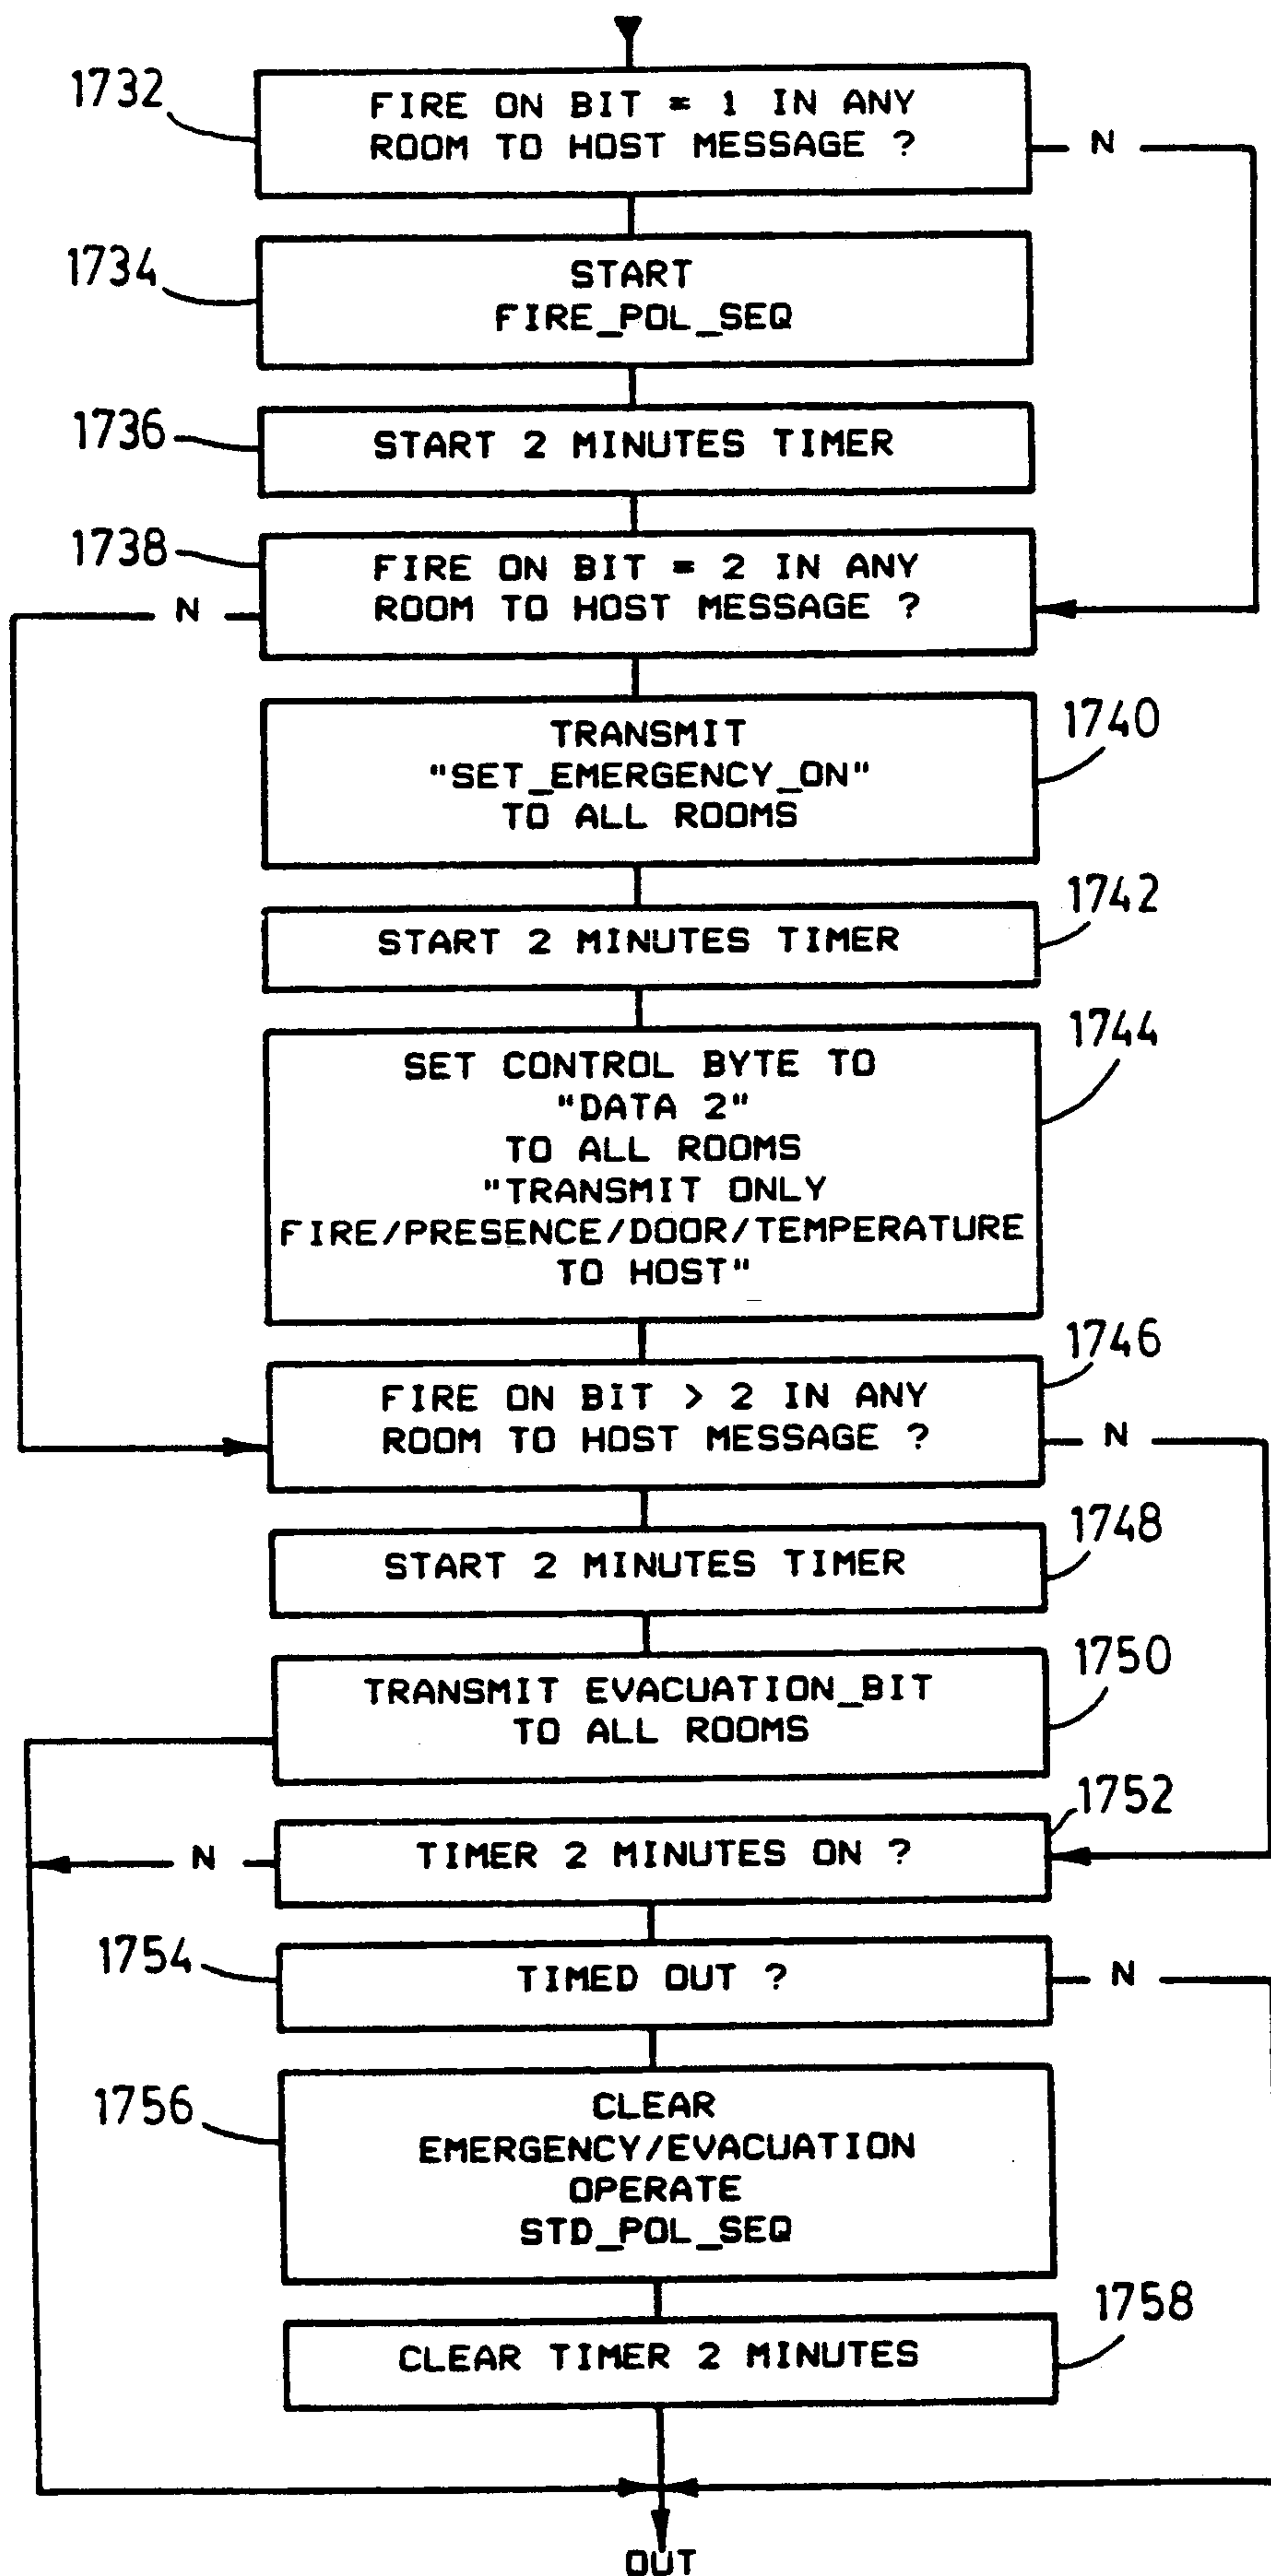 1732
FIRE ON BIT = 1 IN ANY
ROOM TO HOST MESSAGE ?
N
1734
START
FIRE_POL_SEQ
1736
START 2 MINUTES TIMER
1738
FIRE ON BIT = 2 IN ANY
ROOM TO HOST MESSAGE ?
N
1740
TRANSMIT
"SET_EMERGENCY_ON"
TO ALL ROOMS
1742
START 2 MINUTES TIMER
1744
SET CONTROL BYTE TO
"DATA 2"
TO ALL ROOMS
"TRANSMIT ONLY
FIRE/PRESENCE/DOOR/TEMPERATURE
TO HOST"
1746
FIRE ON BIT > 2 IN ANY
ROOM TO HOST MESSAGE ?
N
1748
START 2 MINUTES TIMER
1750
TRANSMIT EVACUATION_BIT
TO ALL ROOMS
1752
N
TIMER 2 MINUTES ON ?
1754
TIMED OUT ?
N
1756
CLEAR
EMERGENCY/EVACUATION
OPERATE
STD_POL_SEQ
1758
CLEAR TIMER 2 MINUTES
OUT